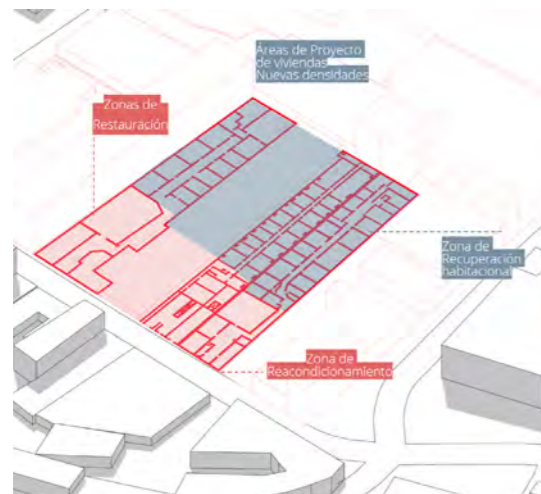 Áreas de Proyecto
de viviendas
Nuevas densidades
Zonas de
Restauración
Zona de
Recuperación
habitacional
Zona de
Reacondicionamiento